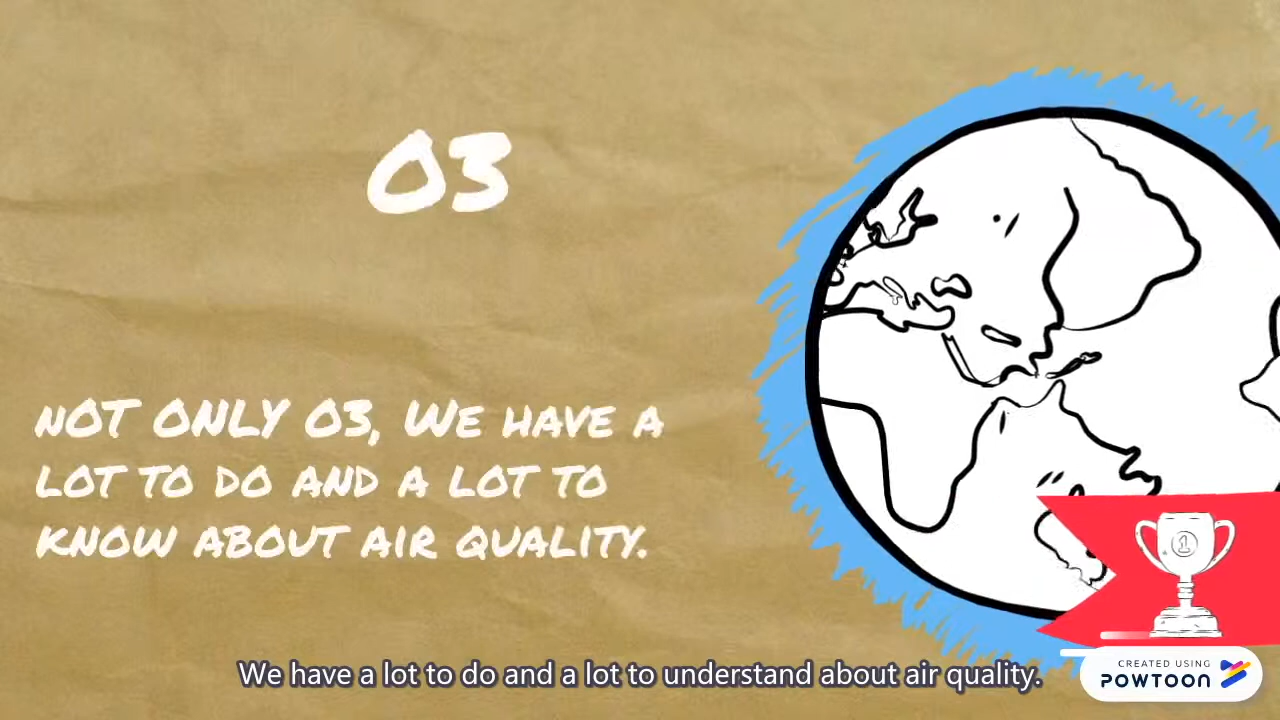 O3
NOT ONLY O3, WE HAVE A
LOT TO DO AND A LOT TO
KNOW ABOUT AIR QUALITY.
1
We have a lot to do and a lot to understand about air quality.
CREATED USING
POWTOON